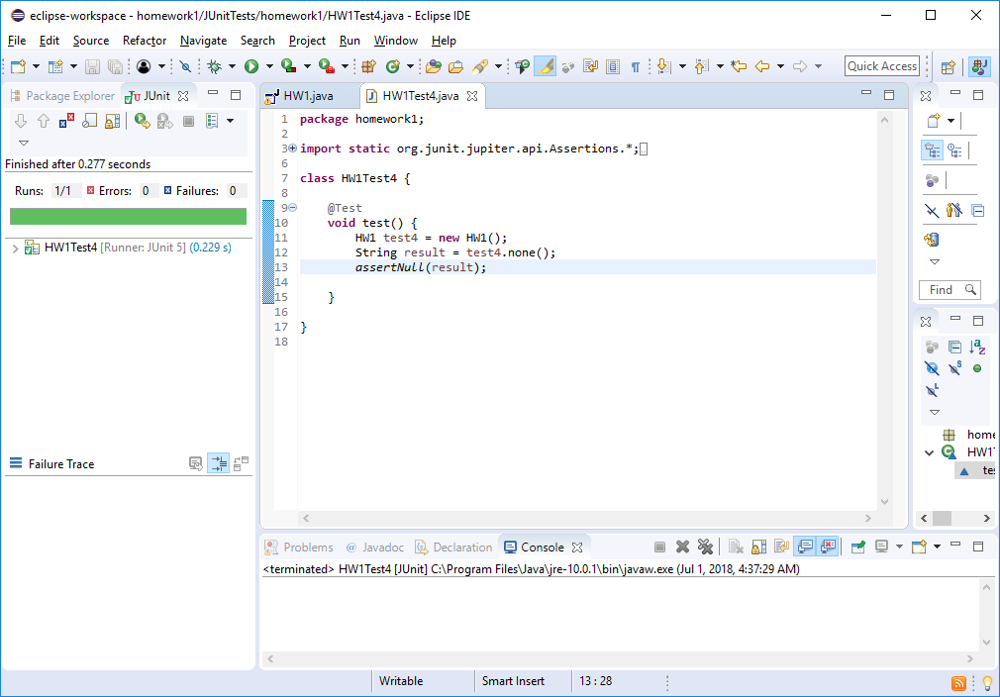 eclipse-workspace - homework1/JUnitTests/homework1/HW1Test4.java - Eclipse IDE
File Edit Source Refactor Navigate Search Project Run Window Help
Quick Access
Package Explorer JUnit
Finished after 0.277 seconds
Runs: 1/1 Errors: 0 Failures: 0
HW1Test4 [Runner: JUnit 5] (0.229 s)
Failure Trace
HW1.java HW1Test4.java
1 package homework1;
2
3 import static org.junit.jupiter.api.Assertions.*;
6
7 class HW1Test4 {
8
9 @Test
10 void test() {
11 HW1 test4 = new HW1();
12 String result = test4.none();
13 assertNull(result);
14
15 }
16
17 }
18
Find
home
HW1T
tes
Problems @ Javadoc Declaration Console
<terminated> HW1Test4 [JUnit] C:\Program Files\Java\jre-10.0.1\bin\javaw.exe (Jul 1, 2018, 4:37:29 AM)
Writable Smart Insert 13 : 28